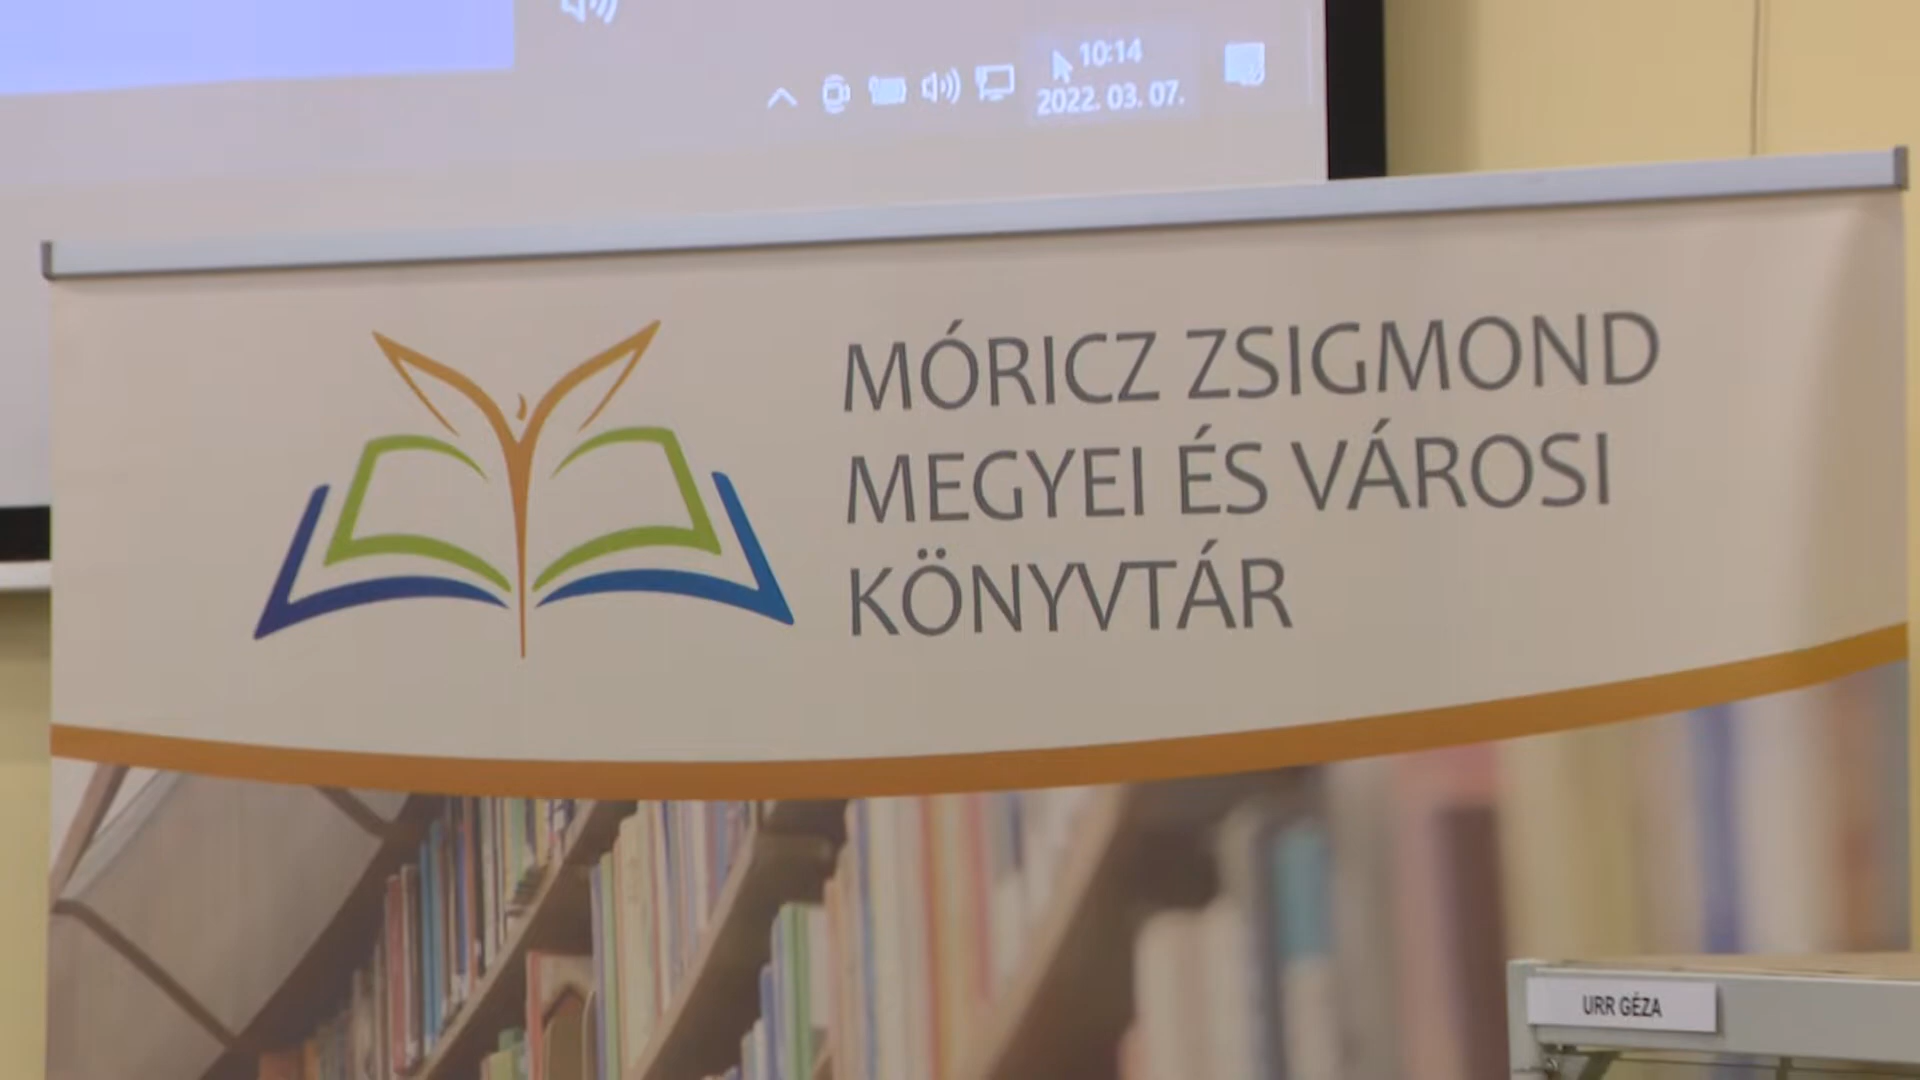 10:14
2022. 03. 07.
MÓRICZ ZSIGMOND
MEGYEI ÉS VÁROSI
KÖNYVTÁR
URR GÉZA